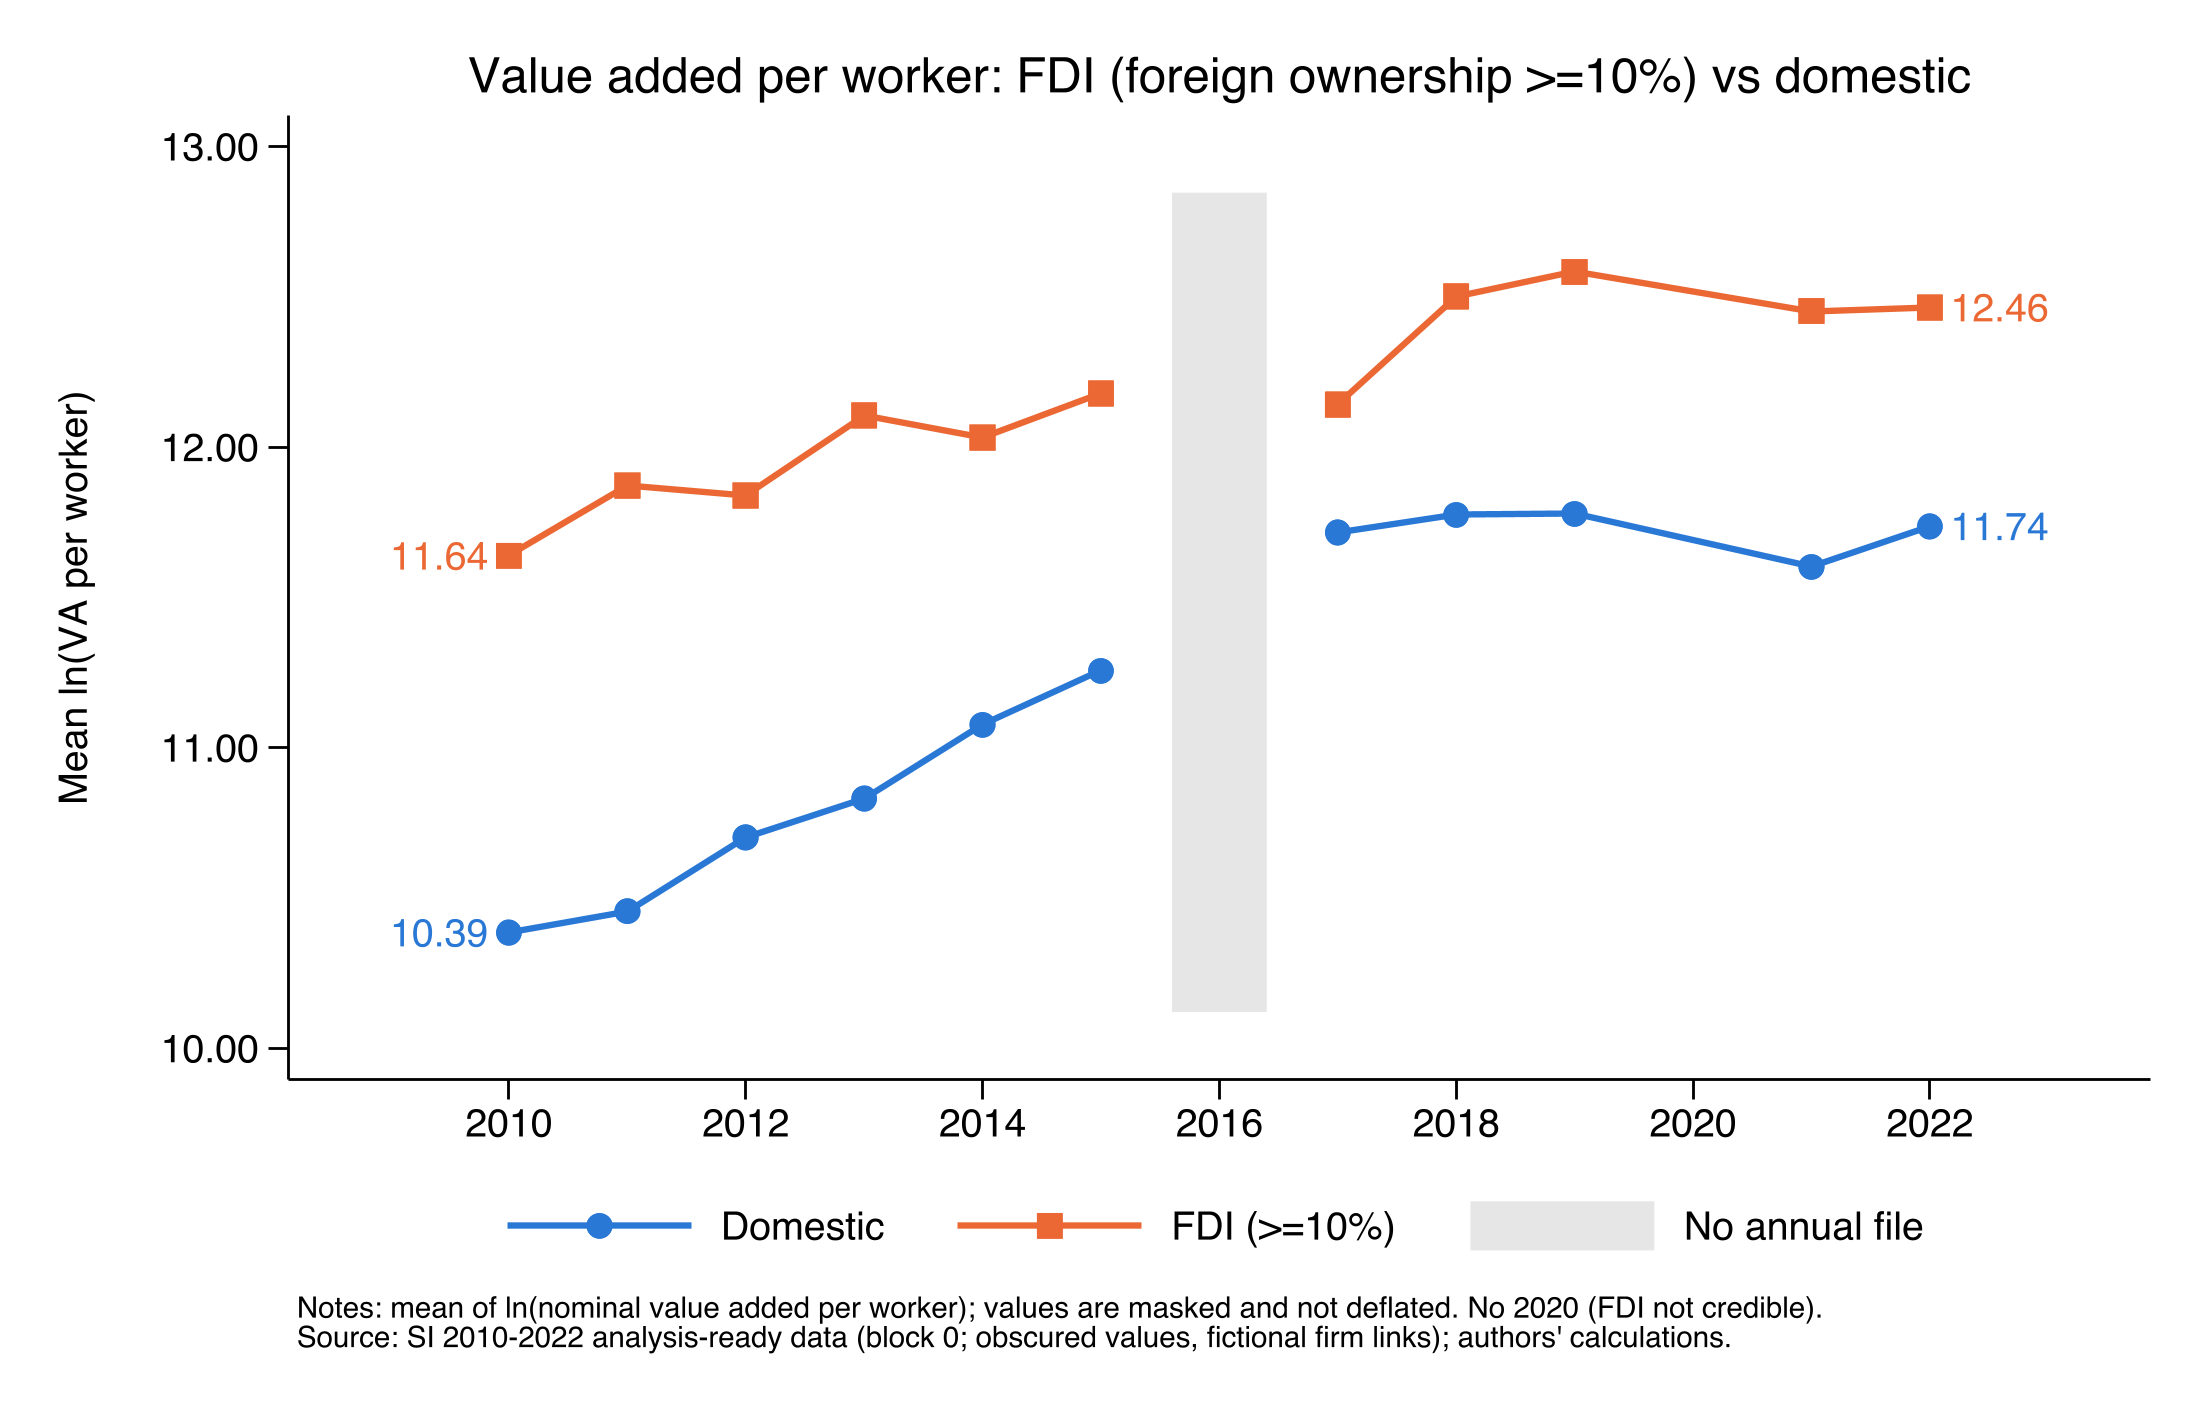 Value added per worker: FDI (foreign ownership >=10%) vs domestic
Mean ln(VA per worker)
13.00
12.00
11.00
10.00
11.64
10.39
12.46
11.74
2010
2012
2014
2016
2018
2020
2022
Domestic
FDI (>=10%)
No annual file
Notes: mean of ln(nominal value added per worker); values are masked and not deflated. No 2020 (FDI not credible).
Source: SI 2010-2022 analysis-ready data (block 0; obscured values, fictional firm links); authors' calculations.